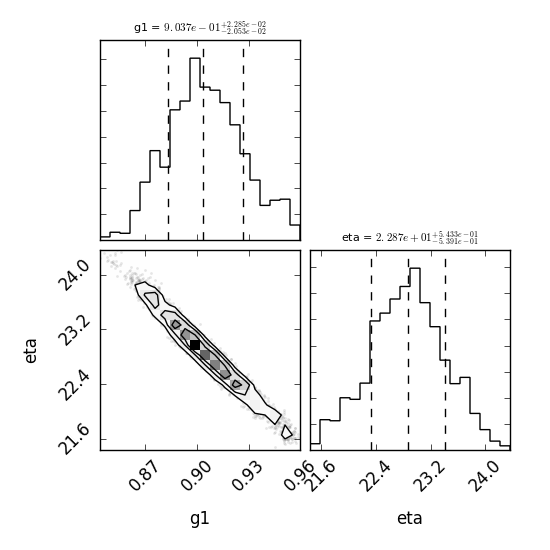 g1 = 9.037e − 01 +2.285e−02 −2.053e−02
eta = 2.287e + 01 +5.433e−01 −5.391e−01
24.0
23.2
22.4
21.6
eta
0.87 0.90 0.93 0.96
21.6 22.4 23.2 24.0
g1 eta